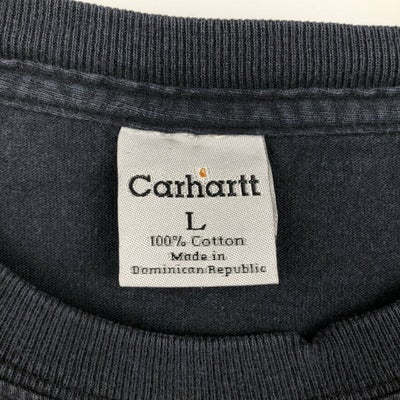 Carhartt
L
100% Cotton
Made in
Dominican Republic